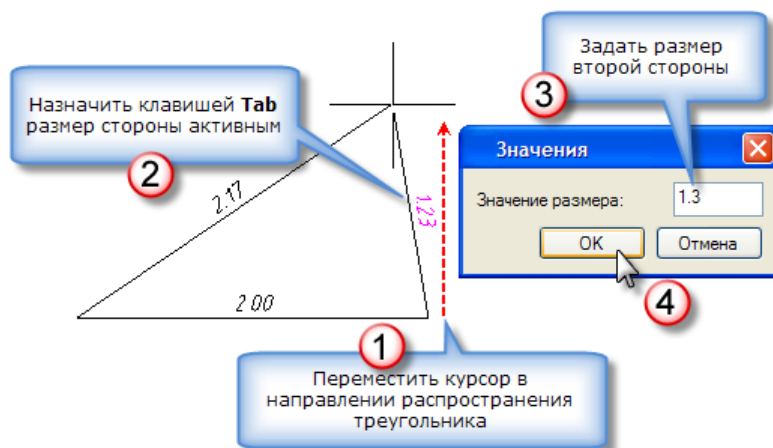 Задать размер
второй стороны
3
Назначить клавишей Tab
размер стороны активным
2
2.17
1.23
2.00
Значения
Значение размера:
1.3
OK
Отмена
4
1
Переместить курсор в
направлении распространения
треугольника